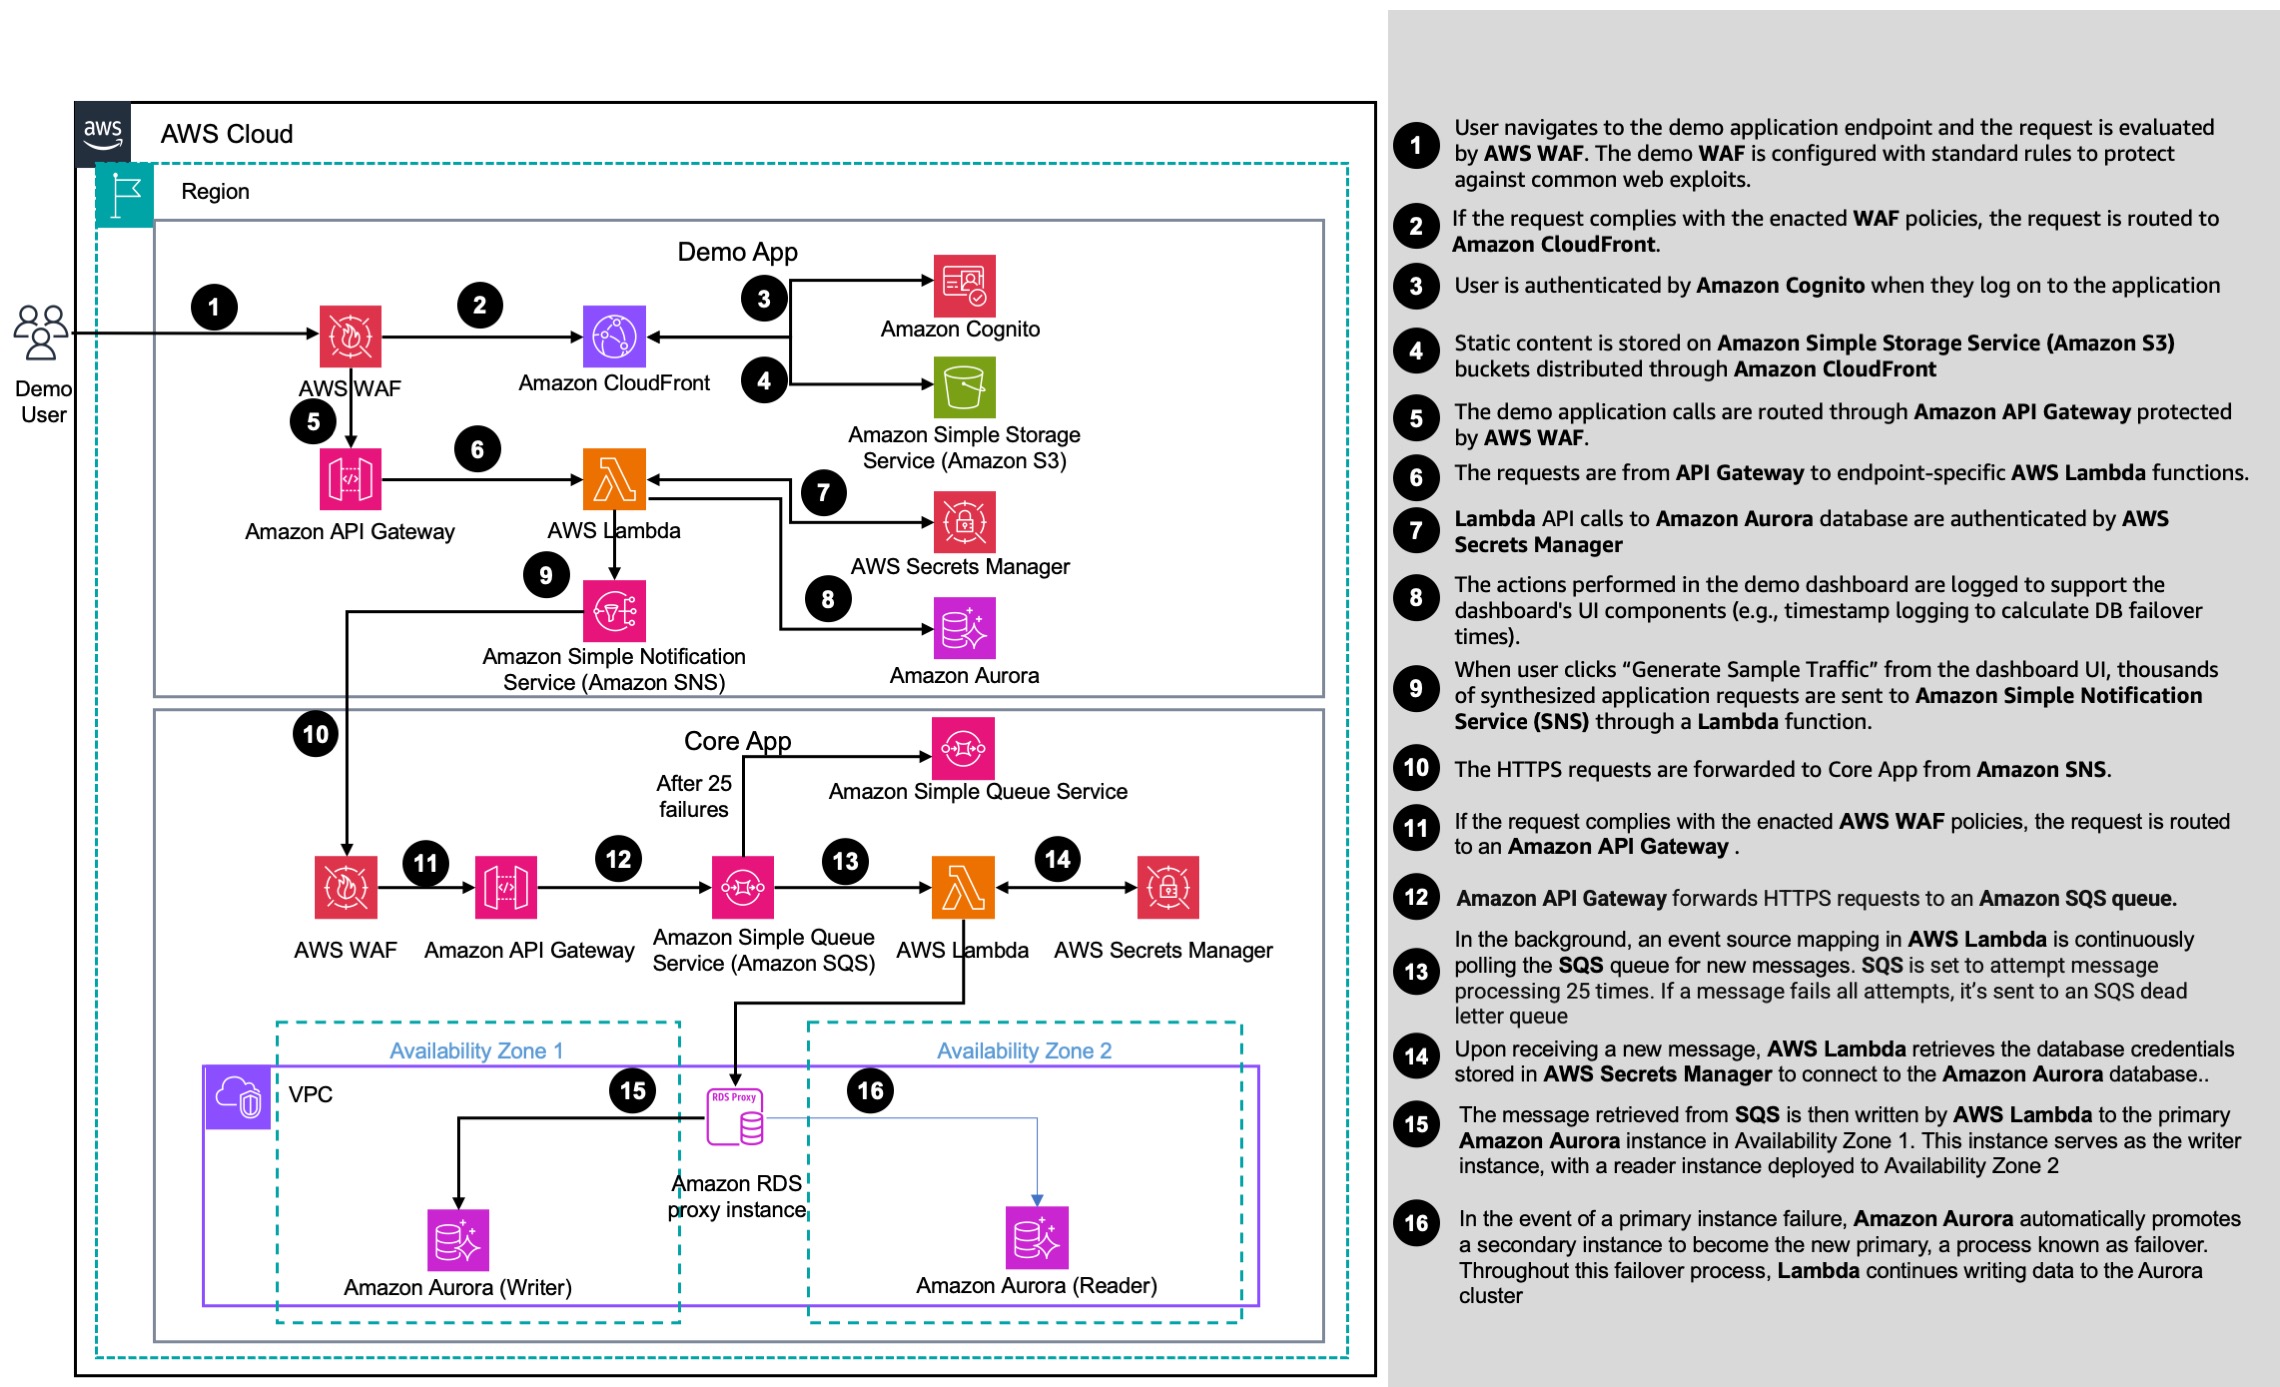 aws
AWS Cloud
Region
Demo App
1
2
3
Amazon Cognito
Demo
User
AWS WAF
Amazon CloudFront
4
Amazon Simple Storage
Service (Amazon S3)
5
6
7
Amazon API Gateway
AWS Lambda
AWS Secrets Manager
9
8
Amazon Simple Notification
Service (Amazon SNS)
Amazon Aurora
10
Core App
After 25
failures
Amazon Simple Queue Service
11
12
13
14
AWS WAF
Amazon API Gateway
Amazon Simple Queue
Service (Amazon SQS)
AWS Lambda
AWS Secrets Manager
Availability Zone 1
Availability Zone 2
VPC
15
RDS Proxy
16
Amazon RDS
proxy instance
Amazon Aurora (Writer)
Amazon Aurora (Reader)
1
User navigates to the demo application endpoint and the request is evaluated
by AWS WAF. The demo WAF is configured with standard rules to protect
against common web exploits.
2
If the request complies with the enacted WAF policies, the request is routed to
Amazon CloudFront.
3
User is authenticated by Amazon Cognito when they log on to the application
4
Static content is stored on Amazon Simple Storage Service (Amazon S3)
buckets distributed through Amazon CloudFront
5
The demo application calls are routed through Amazon API Gateway protected
by AWS WAF.
6
The requests are from API Gateway to endpoint-specific AWS Lambda functions.
7
Lambda API calls to Amazon Aurora database are authenticated by AWS
Secrets Manager
8
The actions performed in the demo dashboard are logged to support the
dashboard's UI components (e.g., timestamp logging to calculate DB failover
times).
9
When user clicks “Generate Sample Traffic” from the dashboard UI, thousands
of synthesized application requests are sent to Amazon Simple Notification
Service (SNS) through a Lambda function.
10
The HTTPS requests are forwarded to Core App from Amazon SNS.
11
If the request complies with the enacted AWS WAF policies, the request is routed
to an Amazon API Gateway .
12
Amazon API Gateway forwards HTTPS requests to an Amazon SQS queue.
13
In the background, an event source mapping in AWS Lambda is continuously
polling the SQS queue for new messages. SQS is set to attempt message
processing 25 times. If a message fails all attempts, it’s sent to an SQS dead
letter queue
14
Upon receiving a new message, AWS Lambda retrieves the database credentials
stored in AWS Secrets Manager to connect to the Amazon Aurora database..
15
The message retrieved from SQS is then written by AWS Lambda to the primary
Amazon Aurora instance in Availability Zone 1. This instance serves as the writer
instance, with a reader instance deployed to Availability Zone 2
16
In the event of a primary instance failure, Amazon Aurora automatically promotes
a secondary instance to become the new primary, a process known as failover.
Throughout this failover process, Lambda continues writing data to the Aurora
cluster